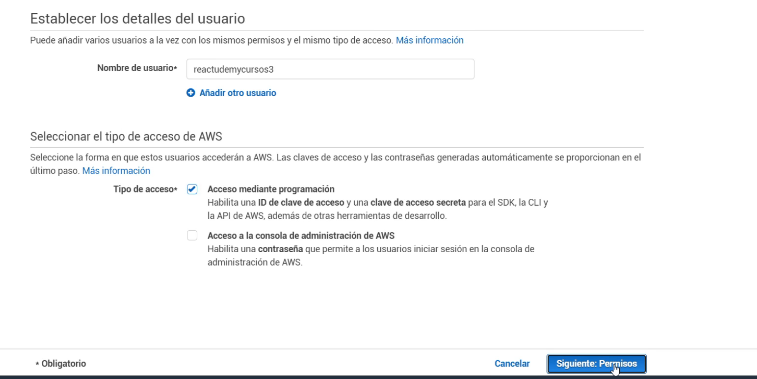 Establecer los detalles del usuario
Puede añadir varios usuarios a la vez con los mismos permisos y el mismo tipo de acceso. Más información
Nombre de usuario* reactudemycursos3
Añadir otro usuario
Seleccionar el tipo de acceso de AWS
Seleccione la forma en que estos usuarios accederán a AWS. Las claves de acceso y las contraseñas generadas automáticamente se proporcionan en el
último paso. Más información
Tipo de acceso* Acceso mediante programación
Habilita una ID de clave de acceso y una clave de acceso secreta para el SDK, la CLI y
la API de AWS, además de otras herramientas de desarrollo.
Acceso a la consola de administración de AWS
Habilita una contraseña que permite a los usuarios iniciar sesión en la consola de
administración de AWS.
* Obligatorio Cancelar Siguiente: Permisos